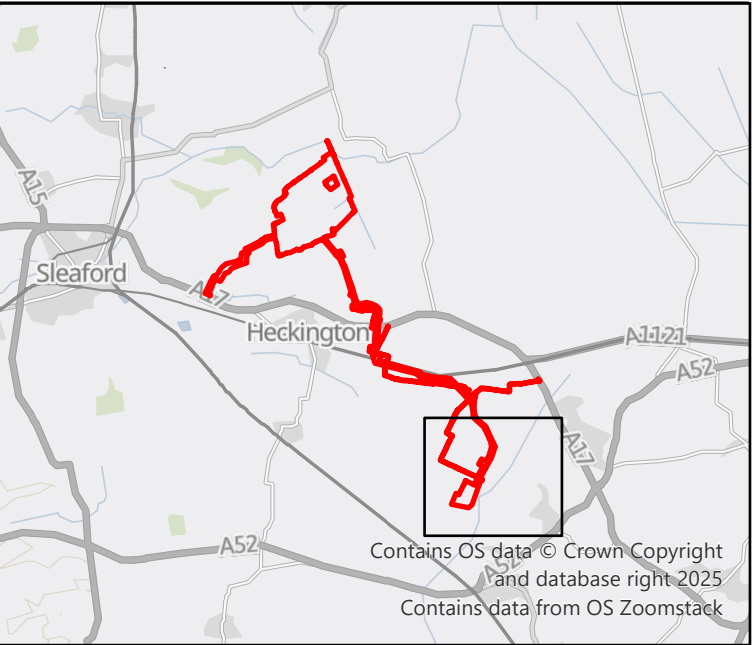 A15
Sleaford
A17
Heckington
A1121
A52
A17
A52
A52
Contains OS data © Crown Copyright
and database right 2025
Contains data from OS Zoomstack